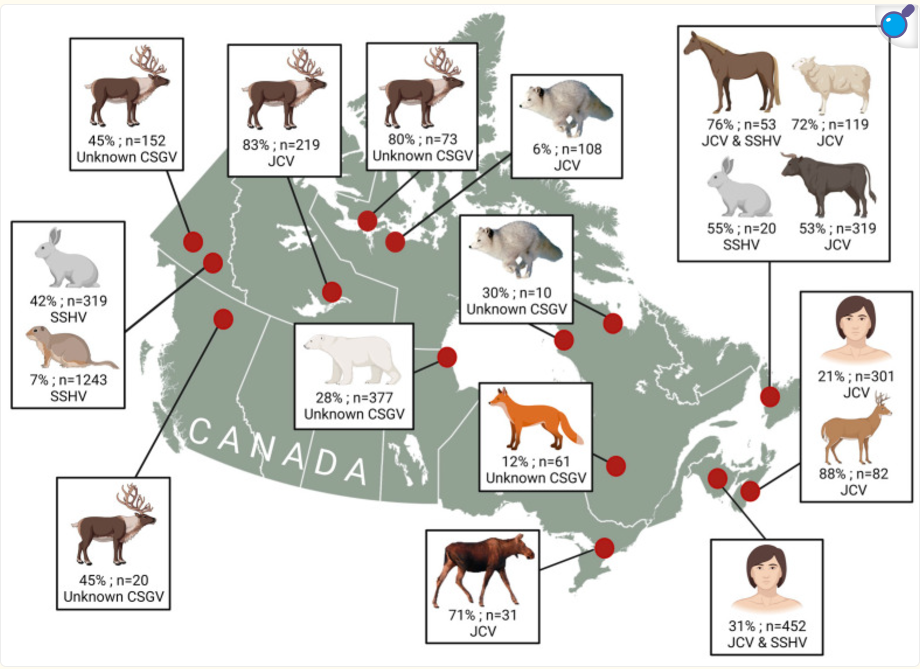 45% ; n=152
Unknown CSGV
83% ; n=219
JCV
80% ; n=73
Unknown CSGV
6% ; n=108
JCV
76% ; n=53
JCV & SSHV
72% ; n=119
JCV
55% ; n=20
SSHV
53% ; n=319
JCV
42% ; n=319
SSHV
7% ; n=1243
SSHV
30% ; n=10
Unknown CSGV
28% ; n=377
Unknown CSGV
21% ; n=301
JCV
88% ; n=82
JCV
12% ; n=61
Unknown CSGV
CANADA
45% ; n=20
Unknown CSGV
71% ; n=31
JCV
31% ; n=452
JCV & SSHV